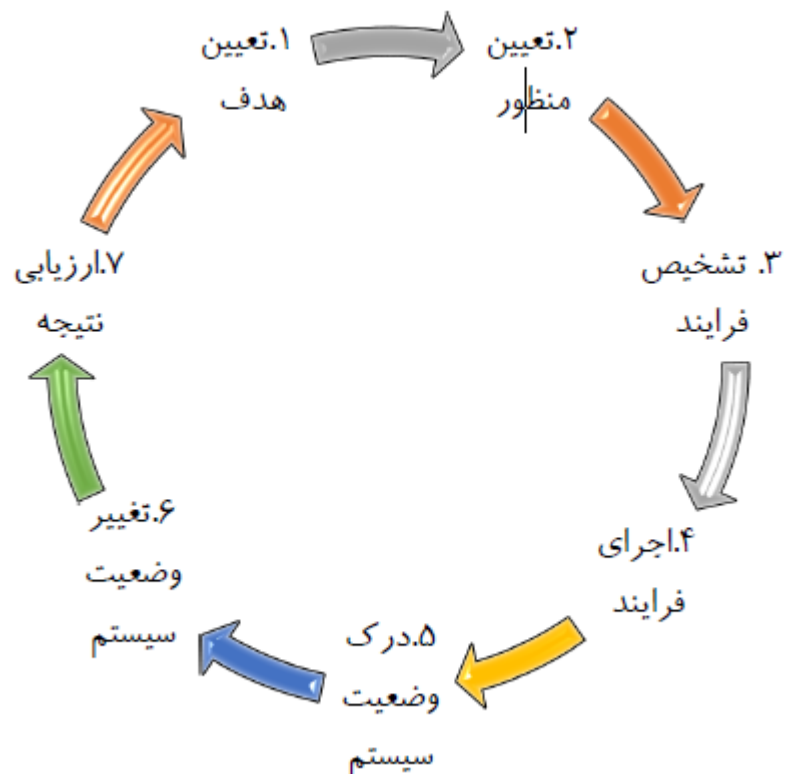 ۱.تعیین
هدف
۲.تعیین
منظور
۳. تشخیص
فرایند
۴.اجرای
فرایند
۵.درک
وضعیت
سیستم
۶.تغییر
وضعیت
سیستم
۷.ارزیابی
نتیجه